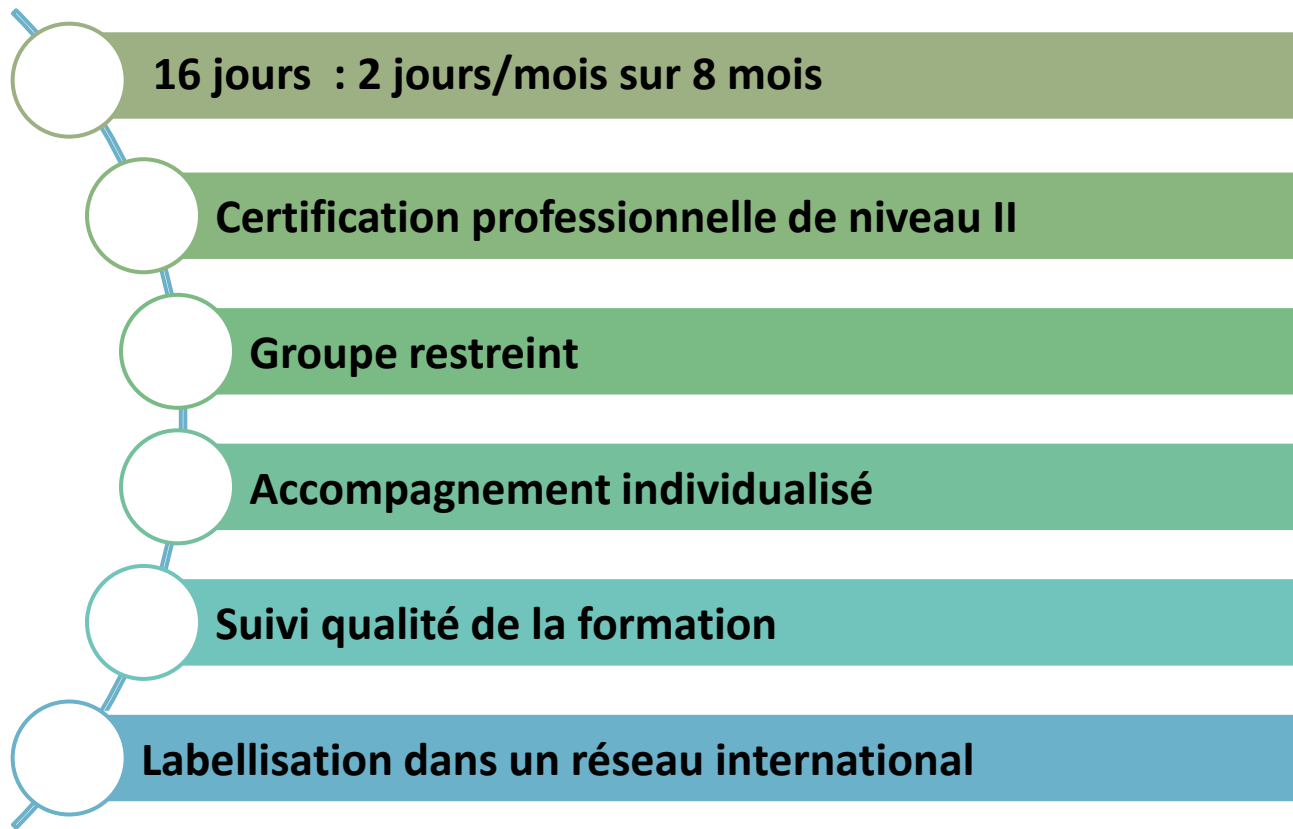 16 jours  : 2 jours/mois sur 8 mois
Certification professionnelle de niveau II
Groupe restreint
Accompagnement individualisé
Suivi qualité de la formation
Labellisation dans un réseau international